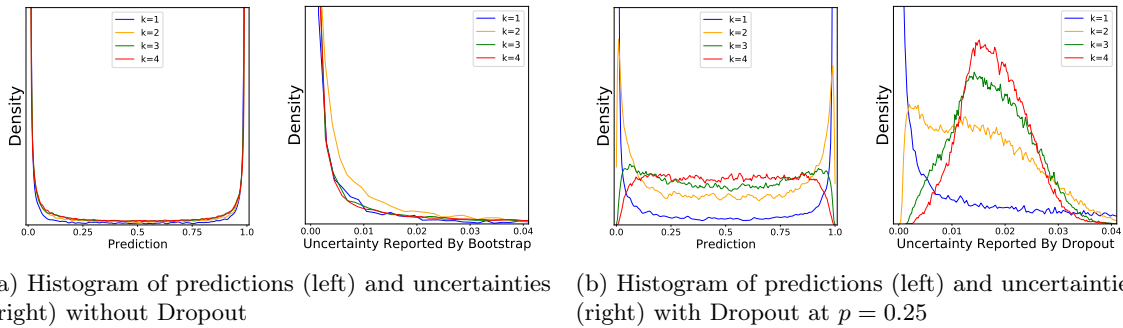 k=1
k=2
k=3
k=4
Density
0.0 0.25 0.50 0.75 1.0
Prediction
k=1
k=2
k=3
k=4
Density
0.00 0.01 0.02 0.03 0.04
Uncertainty Reported By Bootstrap
k=1
k=2
k=3
k=4
Density
0.0 0.25 0.50 0.75 1.0
Prediction
k=1
k=2
k=3
k=4
Density
0.00 0.01 0.02 0.03 0.04
Uncertainty Reported By Dropout
a) Histogram of predictions (left) and uncertainties
right) without Dropout
(b) Histogram of predictions (left) and uncertainties
(right) with Dropout at p = 0.25